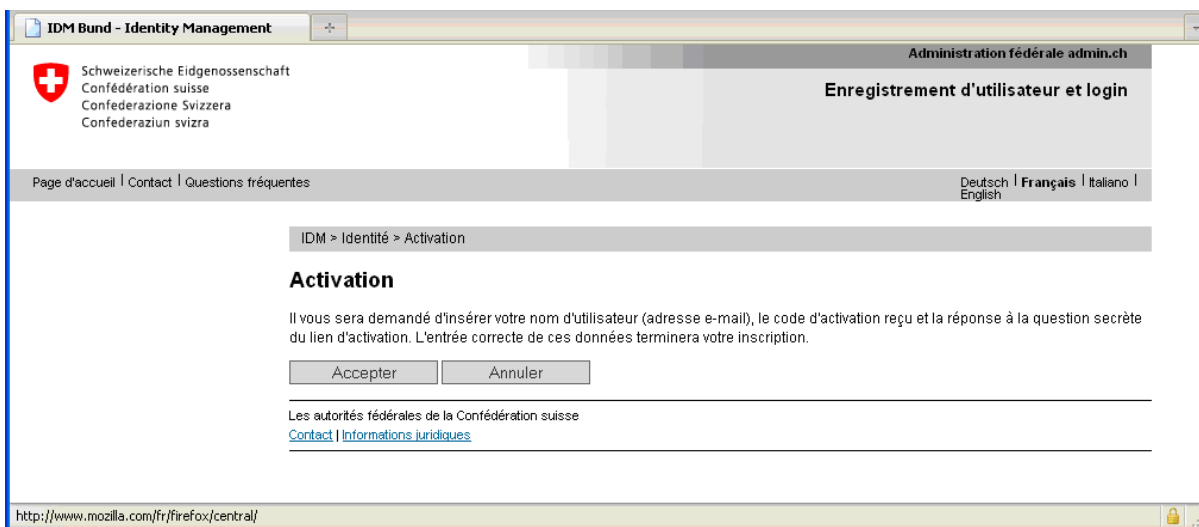 IDM Bund - Identity Management
Administration fédérale admin.ch
Schweizerische Eidgenossenschaft
Confédération suisse
Confederazione Svizzera
Confederaziun svizra
Enregistrement d'utilisateur et login
Page d'accueil | Contact | Questions fréquentes
Deutsch | Français | Italiano |
English
IDM > Identité > Activation
Activation
Il vous sera demandé d'insérer votre nom d'utilisateur (adresse e-mail), le code d'activation reçu et la réponse à la question secrète
du lien d'activation. L'entrée correcte de ces données terminera votre inscription.
Accepter Annuler
Les autorités fédérales de la Confédération suisse
Contact | Informations juridiques
http://www.mozilla.com/fr/firefox/central/